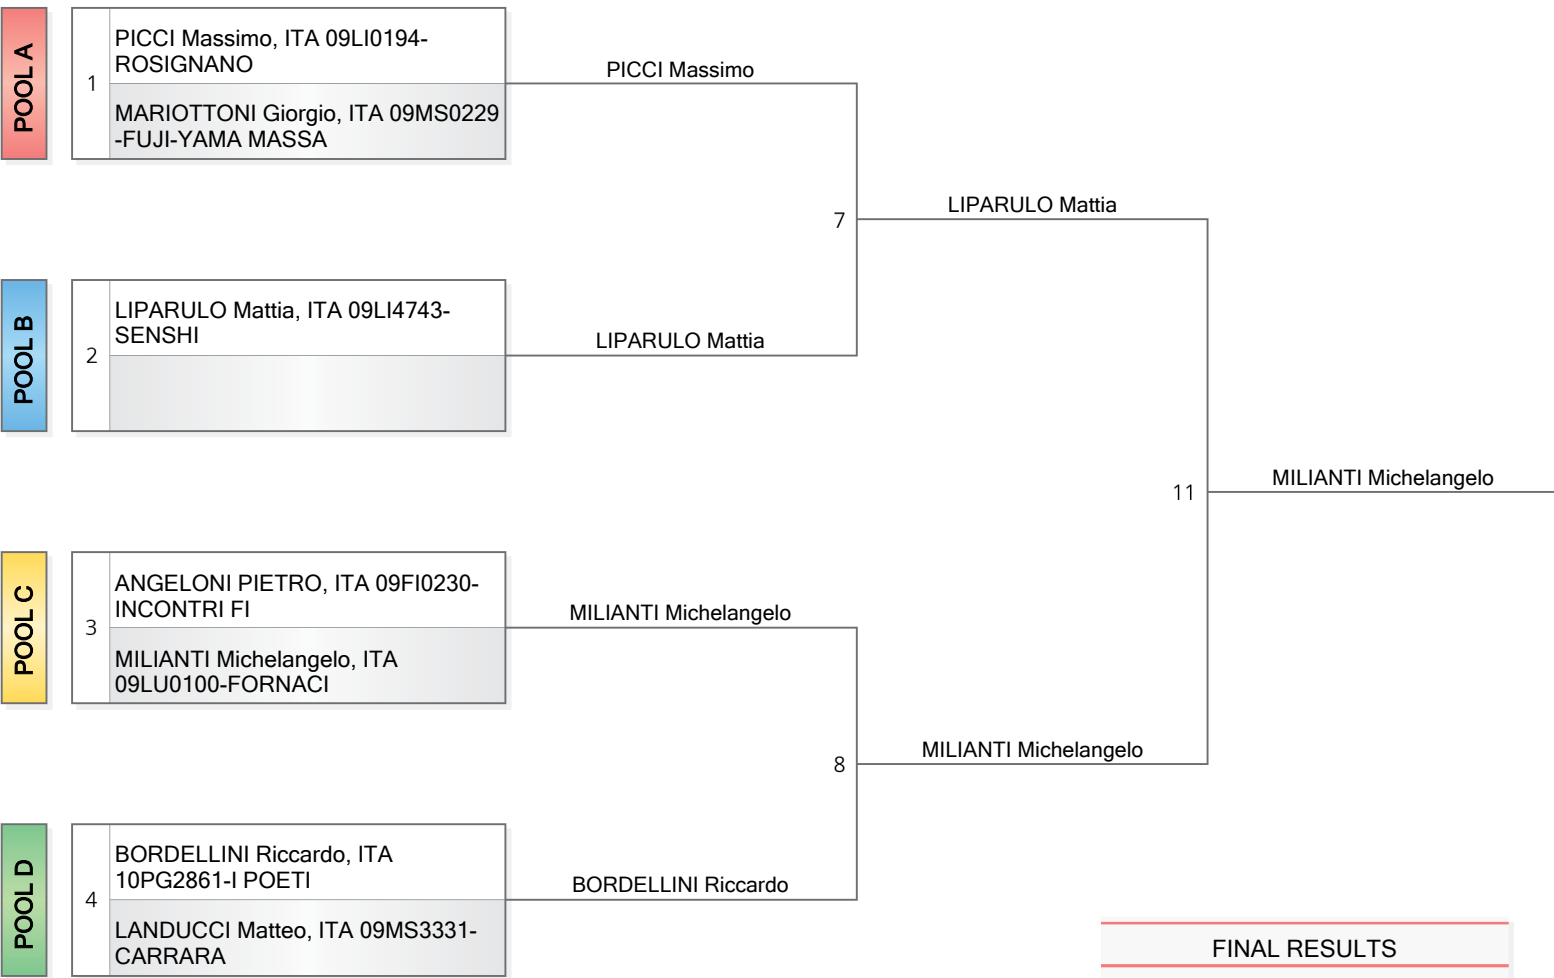 POOL A
1
PICCI Massimo, ITA 09LI0194-
ROSIGNANO
MARIOTTONI Giorgio, ITA 09MS0229
-FUJI-YAMA MASSA
PICCI Massimo
7
LIPARULO Mattia
POOL B
2
LIPARULO Mattia, ITA 09LI4743-
SENSHI
LIPARULO Mattia
11
MILIANTI Michelangelo
POOL C
3
ANGELONI PIETRO, ITA 09FI0230-
INCONTRI FI
MILIANTI Michelangelo, ITA
09LU0100-FORNACI
MILIANTI Michelangelo
8
MILIANTI Michelangelo
POOL D
4
BORDELLINI Riccardo, ITA
10PG2861-I POETI
LANDUCCI Matteo, ITA 09MS3331-
CARRARA
BORDELLINI Riccardo
FINAL RESULTS